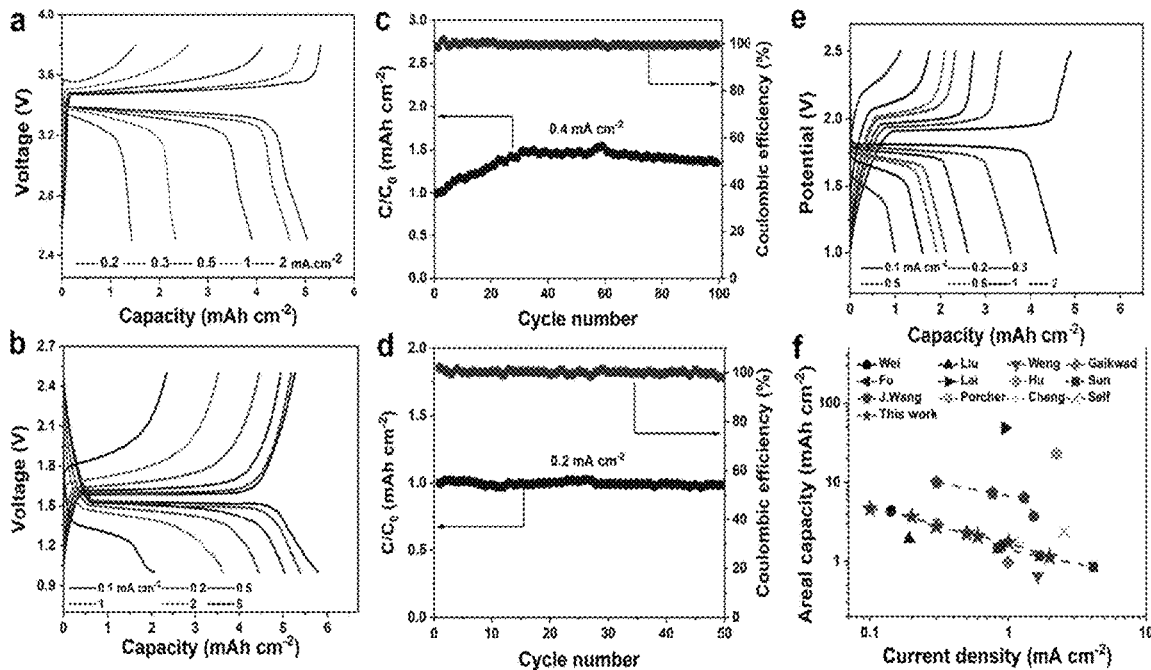 a
4.0
3.6
3.2
2.8
2.4
Voltage (V)
0.2 0.3 0.5 1 2 mA cm⁻²
0 1 2 3 4 5 6
Capacity (mAh cm⁻²)
b
2.7
2.4
2.1
1.8
1.5
1.2
0.9
Voltage (V)
0.1 mA cm⁻² 0.2 0.5
1 2 5
0 1 2 3 4 5 6
Capacity (mAh cm⁻²)
c
3.0
2.5
2.0
1.5
1.0
0.5
0.0
C/C₀ (mAh cm⁻²)
0.4 mA cm⁻²
100
80
60
40
20
0
Coulombic efficiency (%)
0 20 40 60 80 100
Cycle number
d
2.0
1.5
1.0
0.5
0.0
C/C₀ (mAh cm⁻²)
0.2 mA cm⁻²
100
80
60
40
20
0
Coulombic efficiency (%)
0 10 20 30 40 50
Cycle number
e
2.5
2.0
1.5
1.0
Potential (V)
0.1 mA cm⁻² 0.2 0.3
0.5 1 2
0 1 2 3 4 5 6
Capacity (mAh cm⁻²)
f
Wei Liu Weng Gaikwad
Fu Lai Hu Sun
J.Wang Porcher Cheng Self
This work
100
10
1
Areal capacity (mAh cm⁻²)
0.1 1 10
Current density (mA cm⁻²)